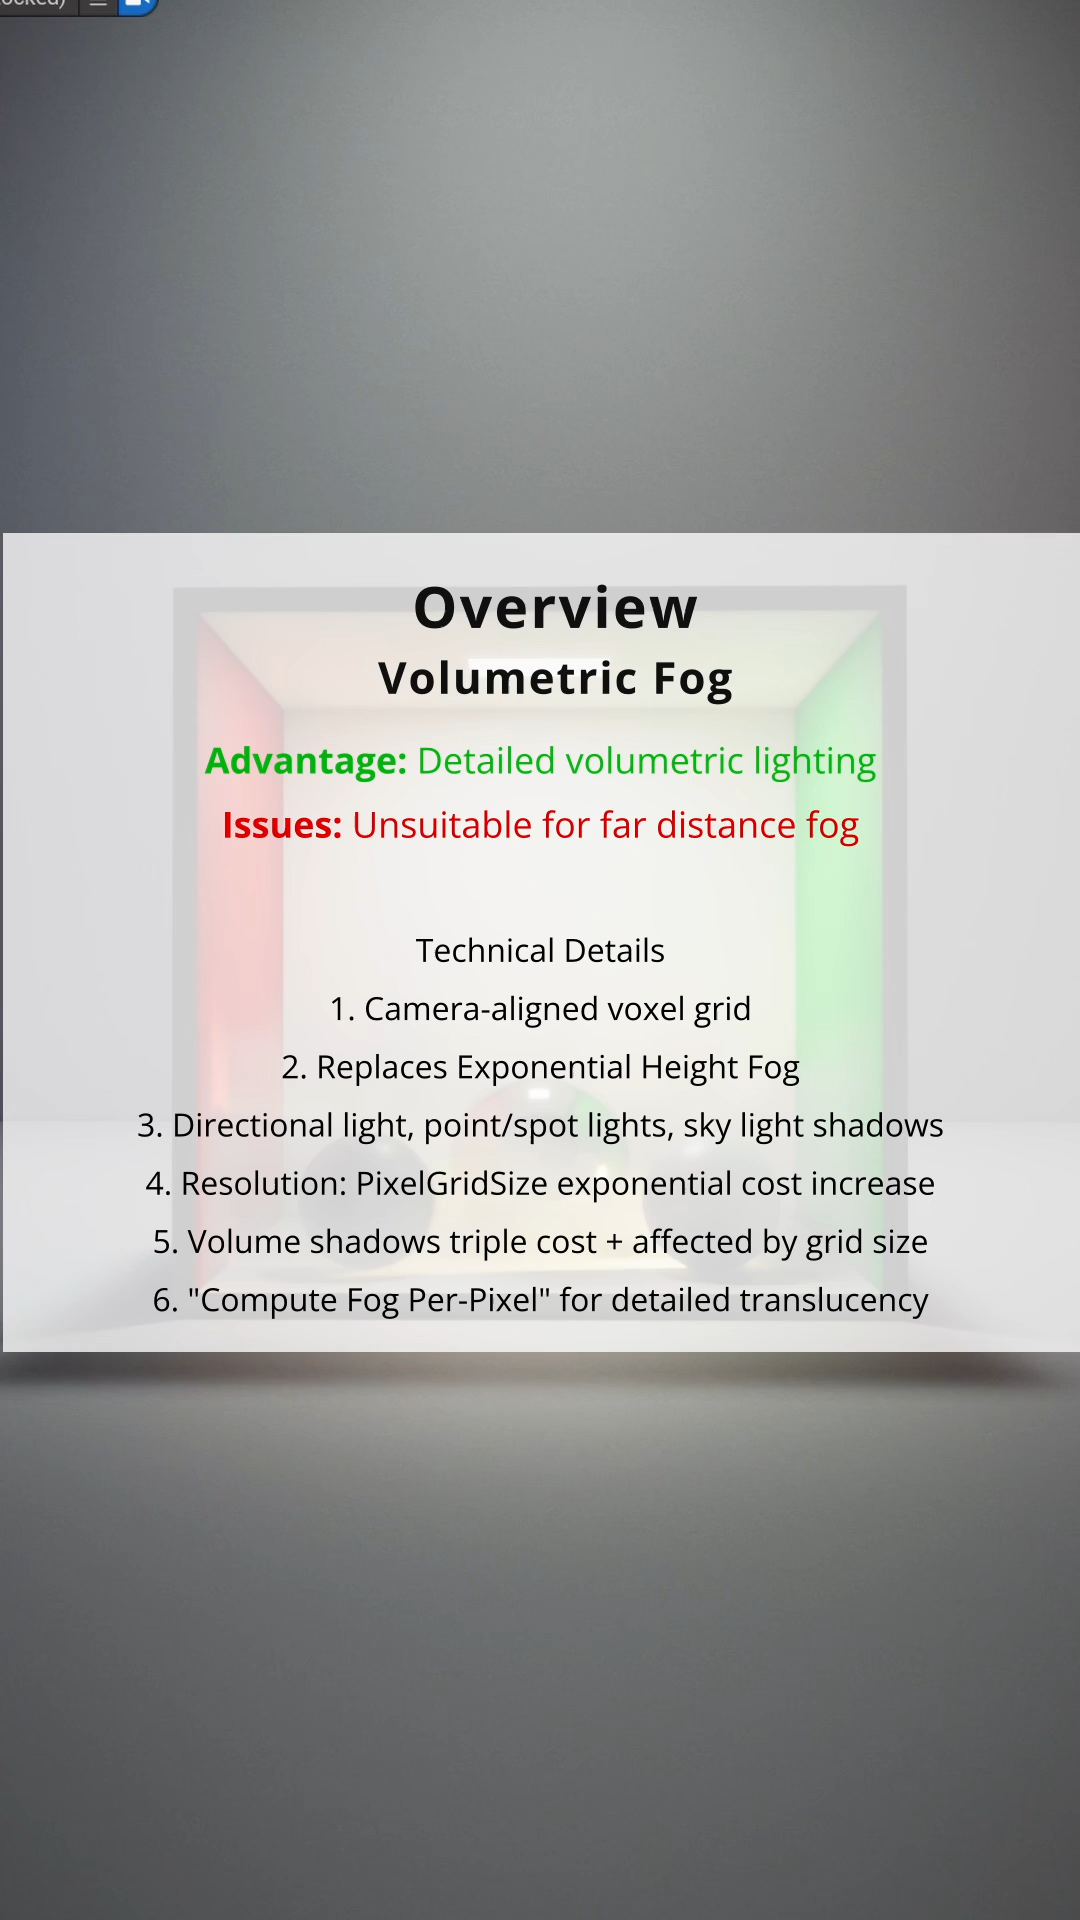 Overview
Volumetric Fog
Advantage: Detailed volumetric lighting
Issues: Unsuitable for far distance fog
Technical Details
1. Camera-aligned voxel grid
2. Replaces Exponential Height Fog
3. Directional light, point/spot lights, sky light shadows
4. Resolution: PixelGridSize exponential cost increase
5. Volume shadows triple cost + affected by grid size
6. "Compute Fog Per-Pixel" for detailed translucency